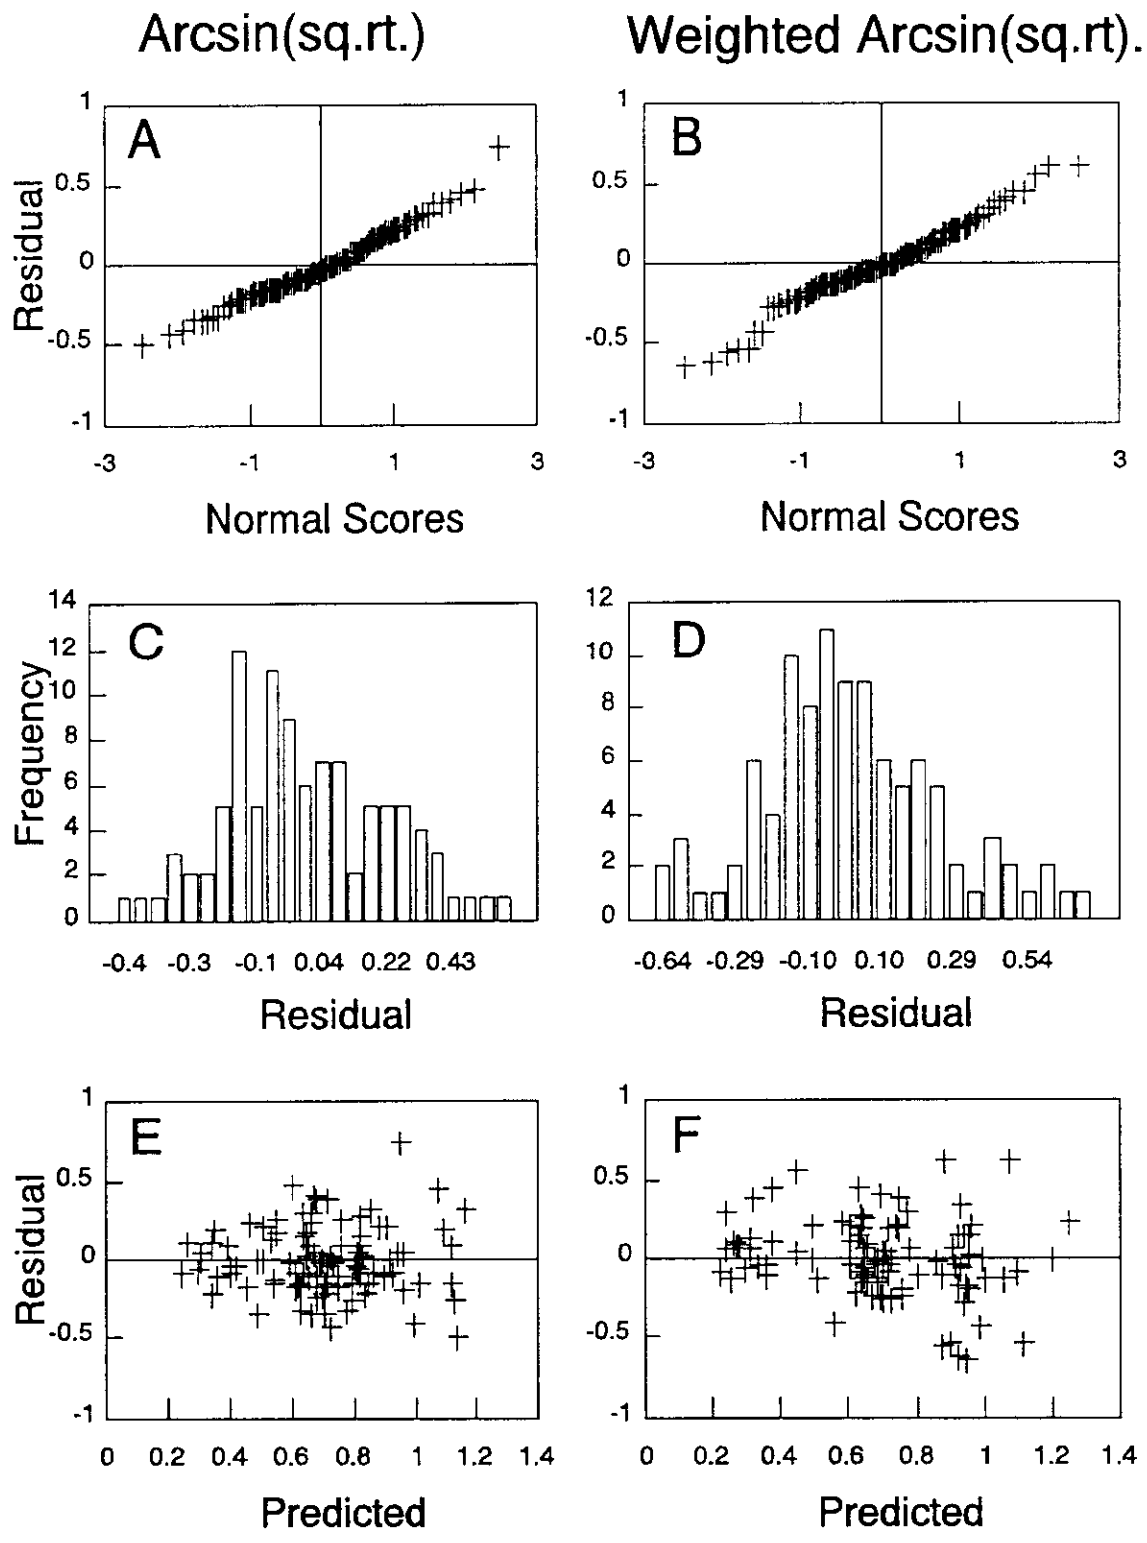 Arcsin(sq.rt.) Weighted Arcsin(sq.rt).
A
Residual
1
0.5
0
-0.5
-1
-3 -1 1 3
Normal Scores
B
1
0.5
0
-0.5
-1
-3 -1 1 3
Normal Scores
C
Frequency
14
12
10
8
6
4
2
0
-0.4 -0.3 -0.1 0.04 0.22 0.43
Residual
D
12
10
8
6
4
2
0
-0.64 -0.29 -0.10 0.10 0.29 0.54
Residual
E
Residual
1
0.5
0
-0.5
-1
0 0.2 0.4 0.6 0.8 1 1.2 1.4
Predicted
F
1
0.5
0
-0.5
-1
0 0.2 0.4 0.6 0.8 1 1.2 1.4
Predicted